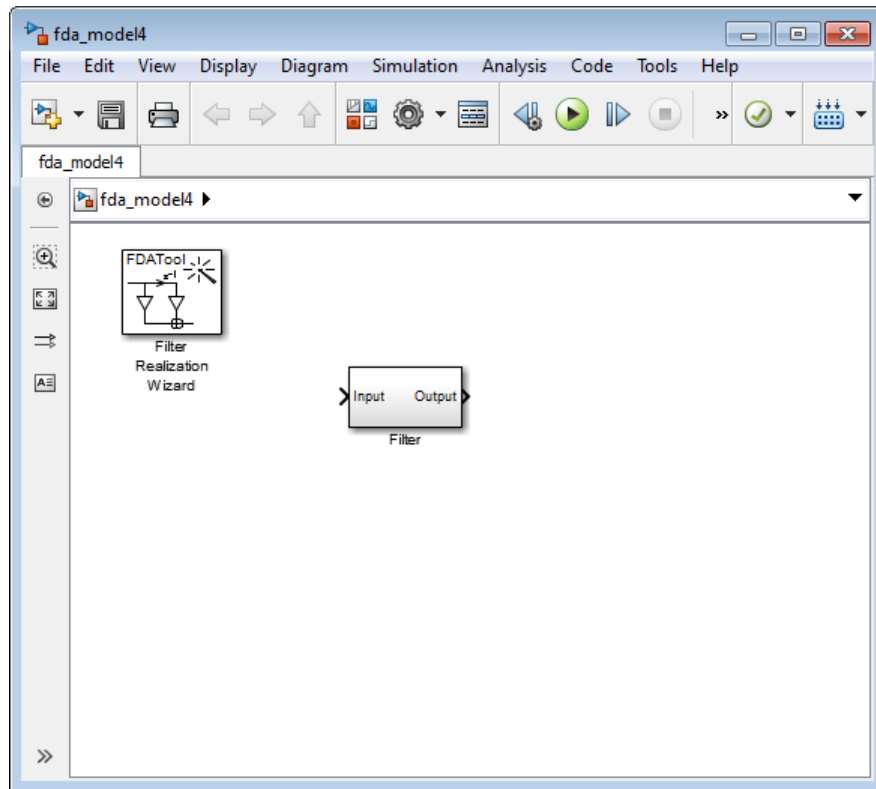 fda_model4
File Edit View Display Diagram Simulation Analysis Code Tools Help
fda_model4
fda_model4
FDATool
z-1
Filter
Realization
Wizard
Input Output
Filter